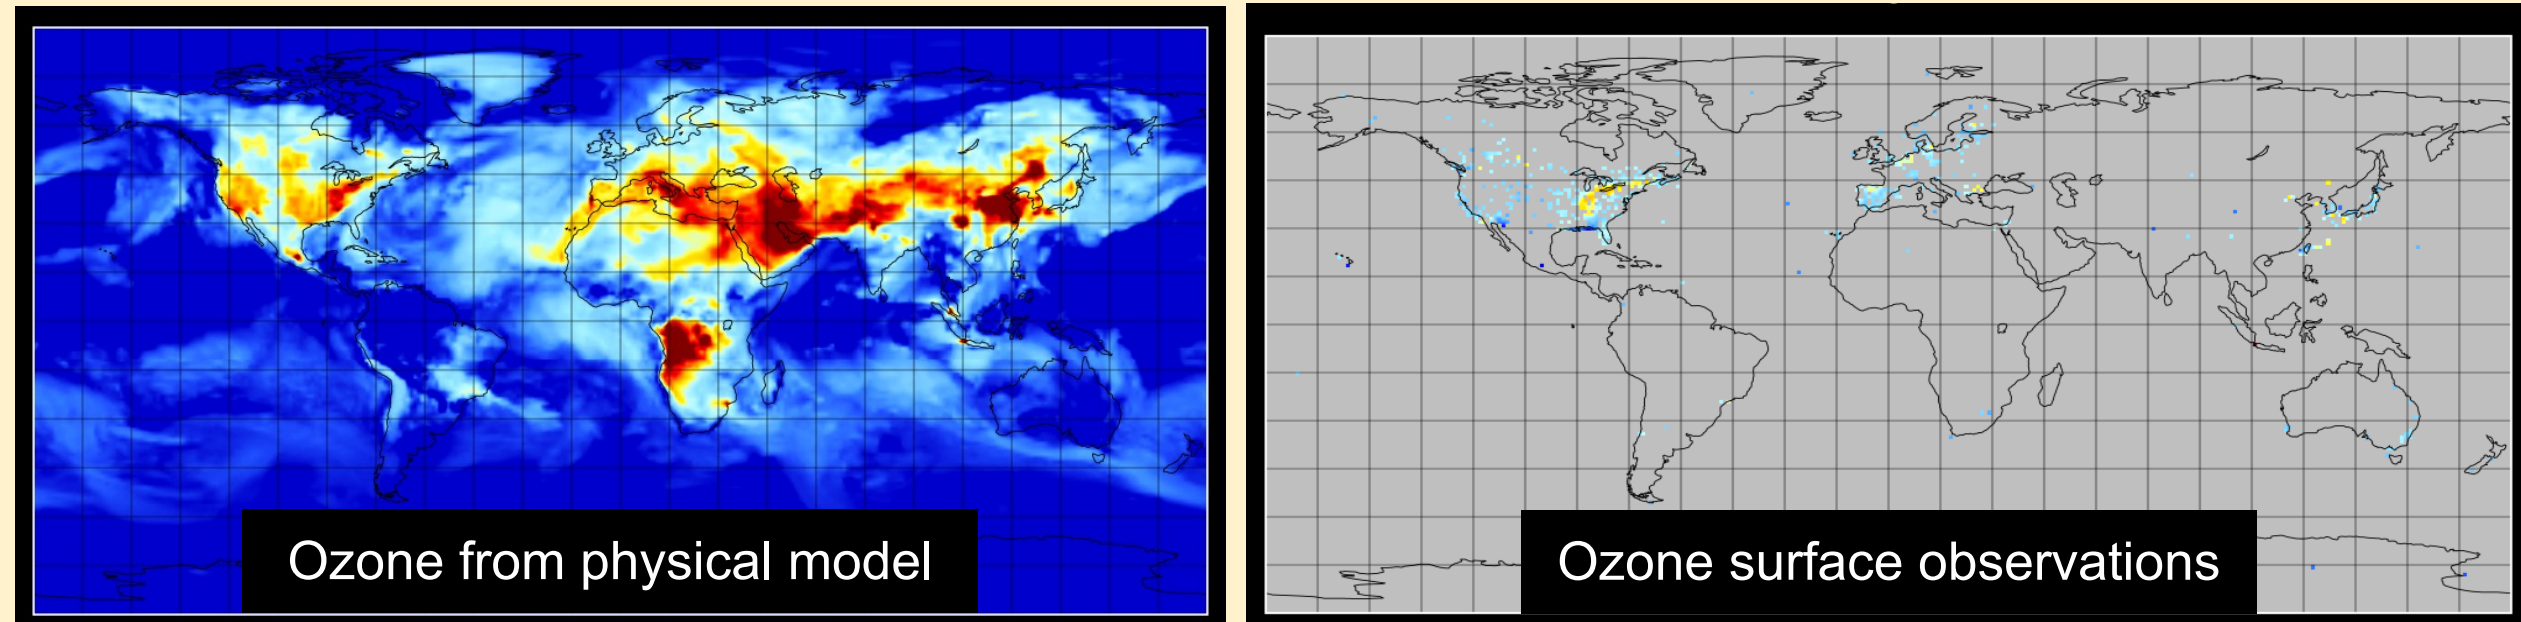 Ozone from physical model
Ozone surface observations